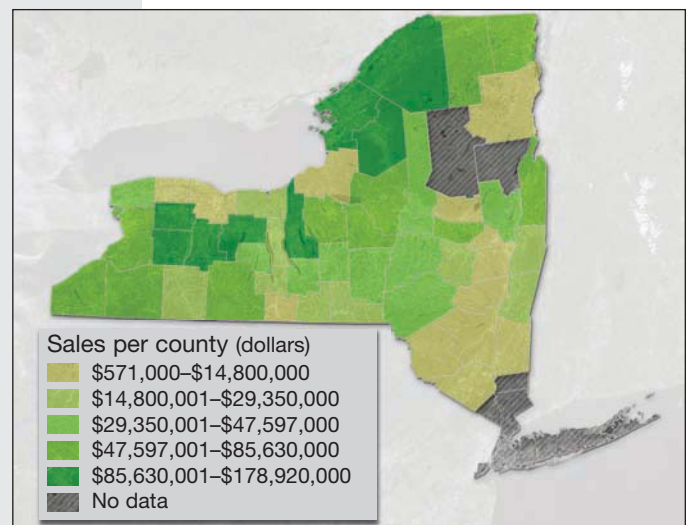 Sales per county (dollars)
$571,000–$14,800,000
$14,800,001–$29,350,000
$29,350,001–$47,597,000
$47,597,001–$85,630,000
$85,630,001–$178,920,000
No data